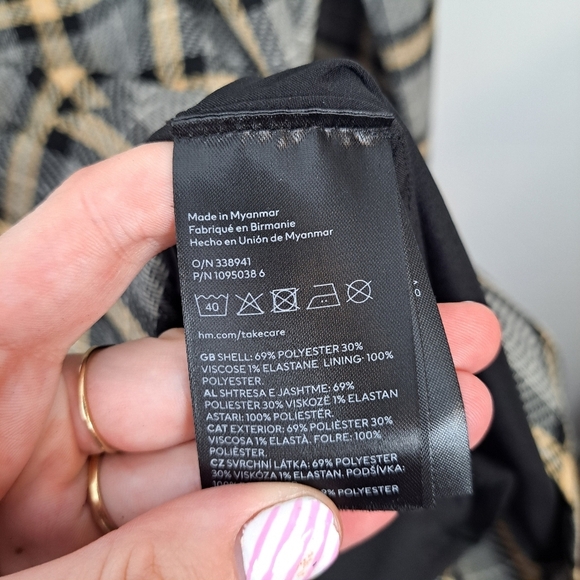 Made in Myanmar
Fabriqué en Birmanie
Hecho en Unión de Myanmar
O/N 338941
P/N 1095038 6
40
hm.com/takecare
GB SHELL: 69% POLYESTER 30%
VISCOSE 1% ELASTANE. LINING· 100%
POLYESTER.
AL SHTRESA E JASHTME: 69%
POLIESTËR 30% VISKOZË 1% ELASTAN
ASTARI: 100% POLIESTËR.
CAT EXTERIOR: 69% POLIÈSTER 30%
VISCOSA 1% ELASTÀ. FOLRE: 100%
POLIÈSTER.
CZ SVRCHNÍ LÁTKA: 69% POLYESTER
30% VISKÓZA 1% ELASTAN. PODŠÍVKA:
POLYESTER